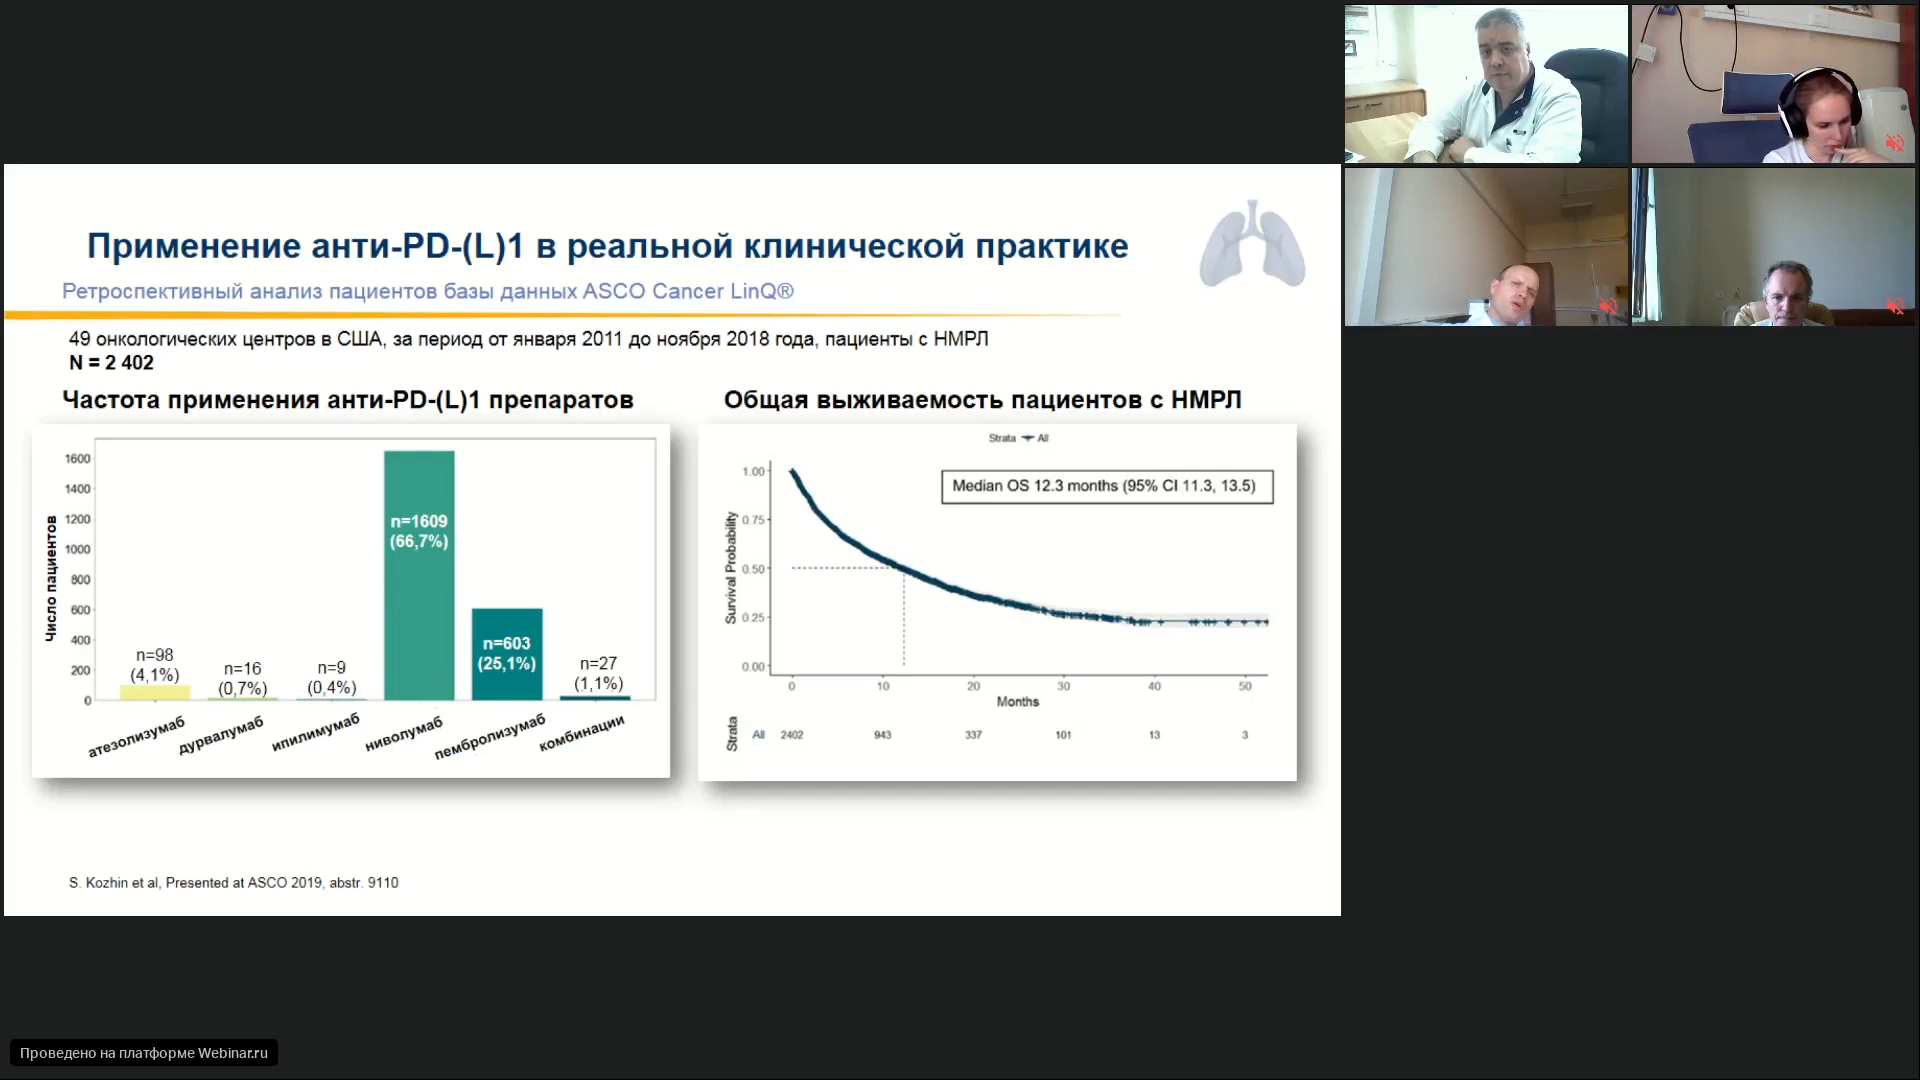 Применение анти-PD-(L)1 в реальной клинической практике
Ретроспективный анализ пациентов базы данных ASCO Cancer LinQ®
49 онкологических центров в США, за период от января 2011 до ноября 2018 года, пациенты с НМРЛ
N = 2 402
Частота применения анти-PD-(L)1 препаратов
Число пациентов
1600
1400
1200
1000
800
600
400
200
0
n=98
(4,1%)
n=16
(0,7%)
n=9
(0,4%)
n=1609
(66,7%)
n=603
(25,1%)
n=27
(1,1%)
атезолизумаб
дурвалумаб
ипилимумаб
ниволумаб
пембролизумаб
комбинации
Общая выживаемость пациентов с НМРЛ
Strata All
Median OS 12.3 months (95% CI 11.3, 13.5)
Survival Probability
1.00
0.75
0.50
0.25
0.00
0 10 20 30 40 50
Months
Strata
All 2402 943 337 101 13 3
S. Kozhin et al, Presented at ASCO 2019, abstr. 9110
Проведено на платформе Webinar.ru